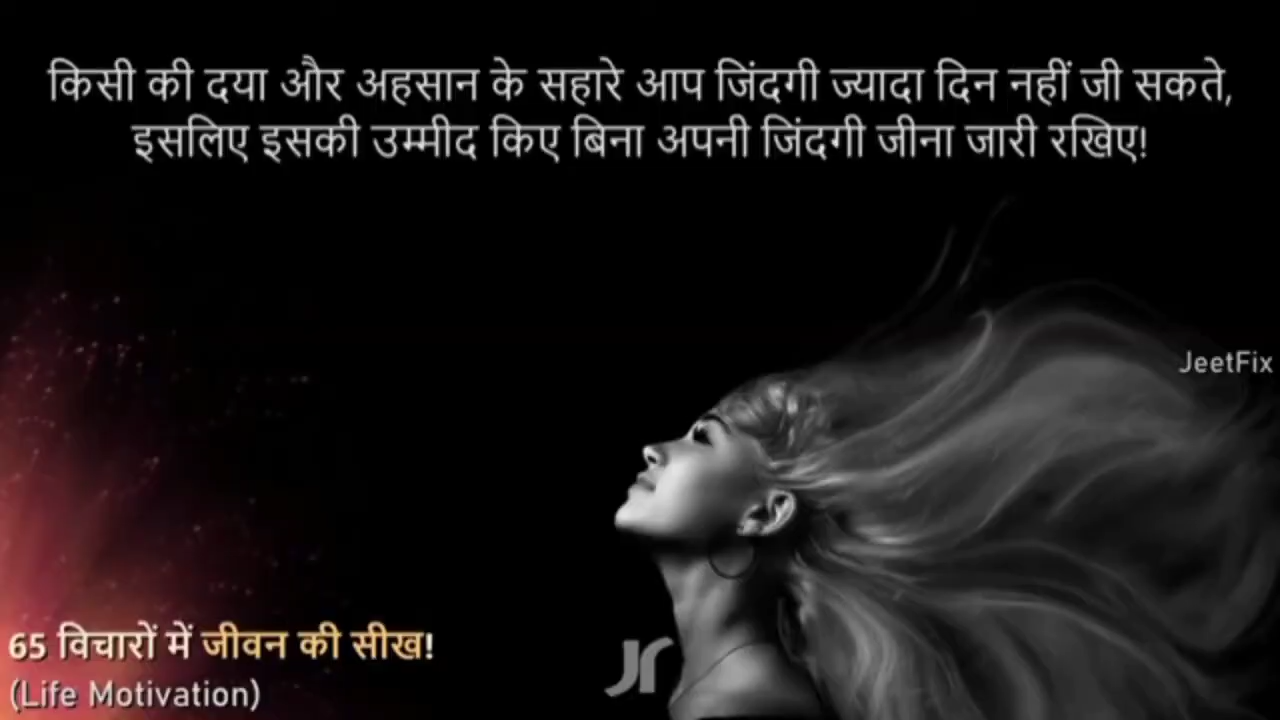 किसी की दया और अहसान के सहारे आप जिंदगी ज्यादा दिन नहीं जी सकते,
इसलिए इसकी उम्मीद किए बिना अपनी जिंदगी जीना जारी रखिए!
JeetFix
65 विचारों में जीवन की सीख!
(Life Motivation)